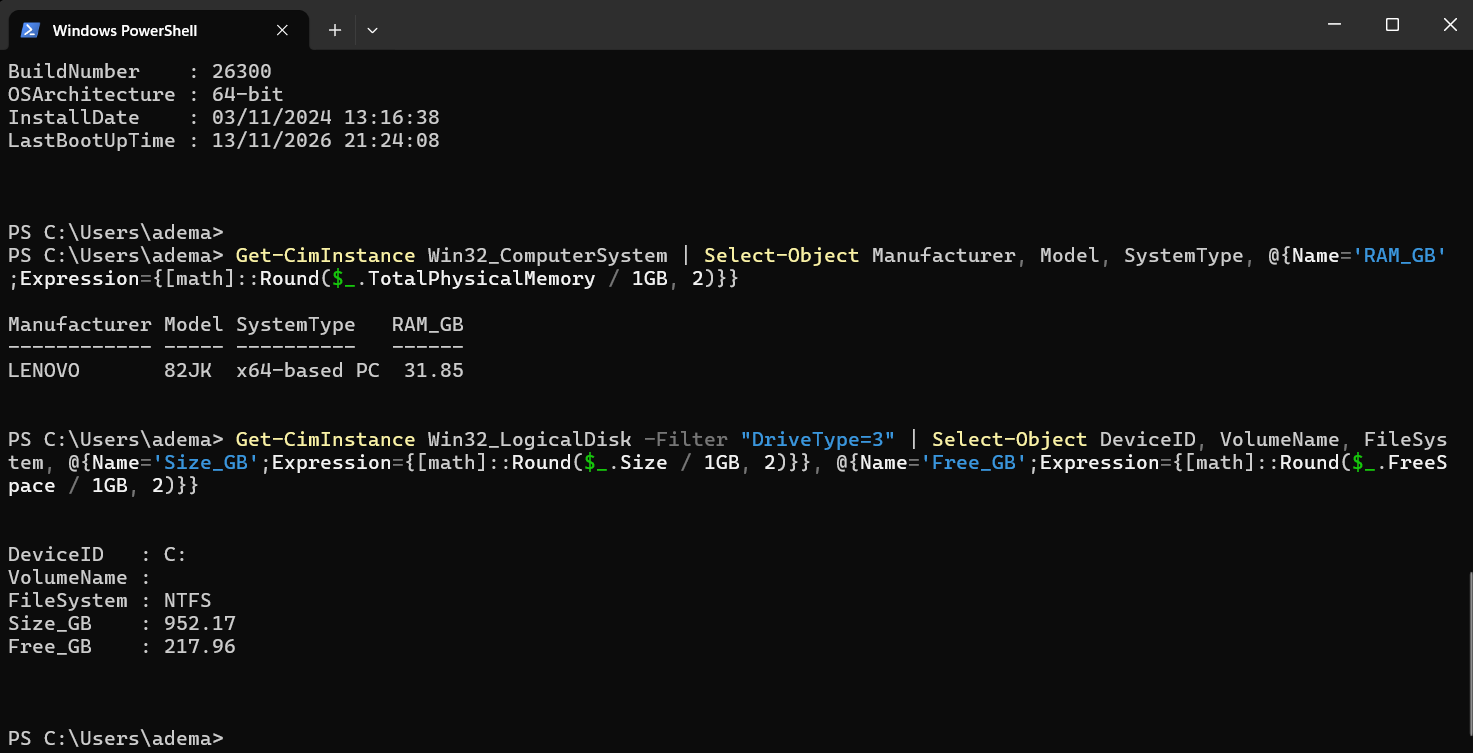 Windows PowerShell
BuildNumber    : 26300
OSArchitecture : 64-bit
InstallDate    : 03/11/2024 13:16:38
LastBootUpTime : 13/11/2026 21:24:08
PS C:\Users\adema>
PS C:\Users\adema> Get-CimInstance Win32_ComputerSystem | Select-Object Manufacturer, Model, SystemType, @{Name='RAM_GB'
;Expression={[math]::Round($_.TotalPhysicalMemory / 1GB, 2)}}
Manufacturer Model SystemType   RAM_GB
------------ ----- ----------   ------
LENOVO       82JK  x64-based PC  31.85
PS C:\Users\adema> Get-CimInstance Win32_LogicalDisk -Filter "DriveType=3" | Select-Object DeviceID, VolumeName, FileSys
tem, @{Name='Size_GB';Expression={[math]::Round($_.Size / 1GB, 2)}}, @{Name='Free_GB';Expression={[math]::Round($_.FreeS
pace / 1GB, 2)}}
DeviceID   : C:
VolumeName :
FileSystem : NTFS
Size_GB    : 952.17
Free_GB    : 217.96
PS C:\Users\adema>